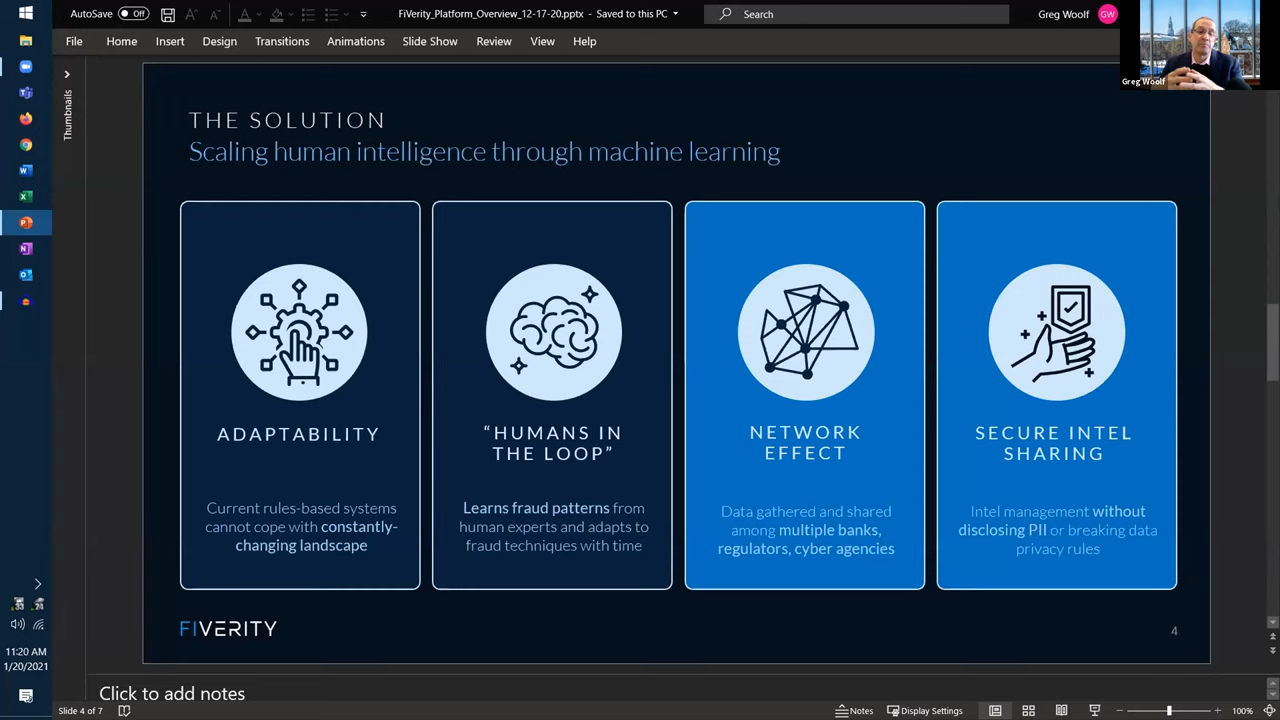 AutoSave Off
FiVerity_Platform_Overview_12-17-20.pptx - Saved to this PC
Search
Greg Woolf GW
File Home Insert Design Transitions Animations Slide Show Review View Help
Greg Woolf
Thumbnails
THE SOLUTION
Scaling human intelligence through machine learning
ADAPTABILITY
Current rules-based systems
cannot cope with constantly-
changing landscape
“HUMANS IN
THE LOOP”
Learns fraud patterns from
human experts and adapts to
fraud techniques with time
NETWORK
EFFECT
Data gathered and shared
among multiple banks,
regulators, cyber agencies
SECURE INTEL
SHARING
Intel management without
disclosing PII or breaking data
privacy rules
FIVERITY
4
11:20 AM
1/20/2021
Click to add notes
Slide 4 of 7
Notes Display Settings 100%